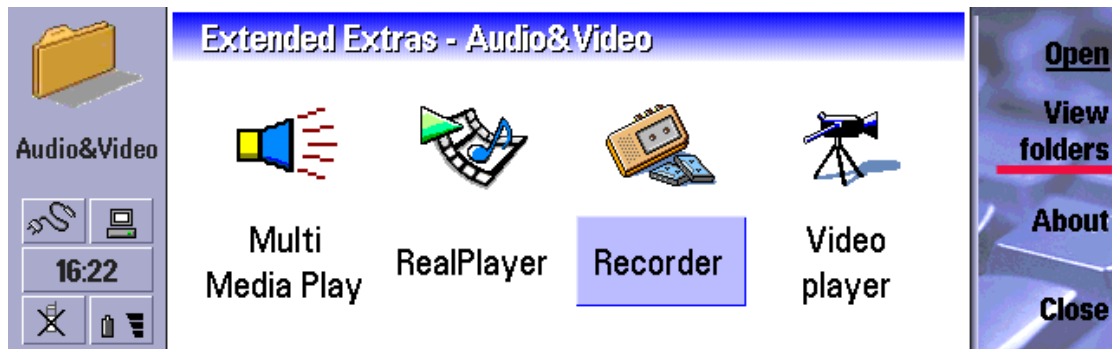 Extended Extras - Audio&Video
Audio&Video
16:22
Multi
Media Play
RealPlayer
Recorder
Video
player
Open
View
folders
About
Close